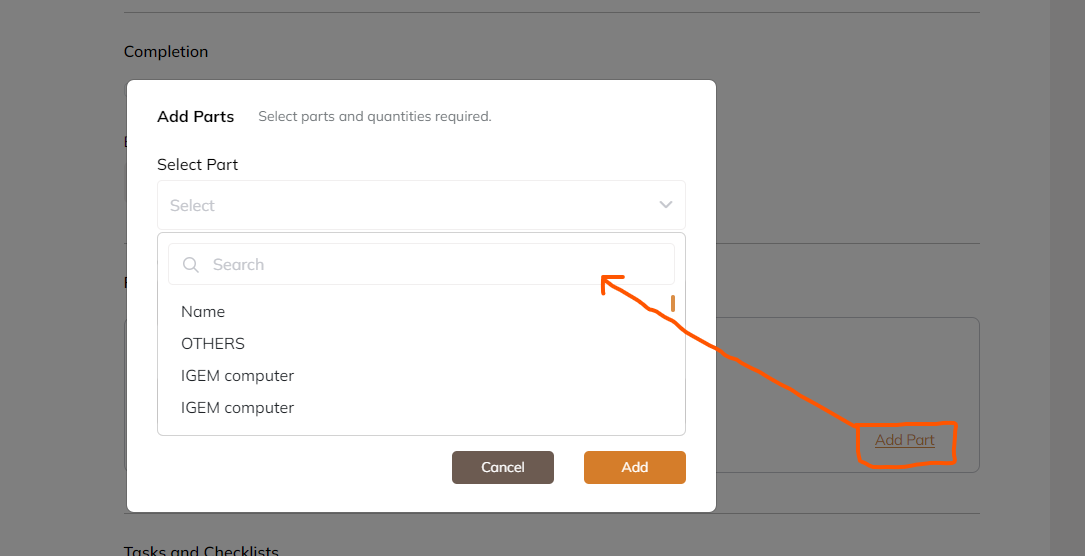 Completion
Add Parts Select parts and quantities required.
Select Part
Select
Search
Name
OTHERS
IGEM computer
IGEM computer
Add Part
Cancel Add
Tasks and Checklists